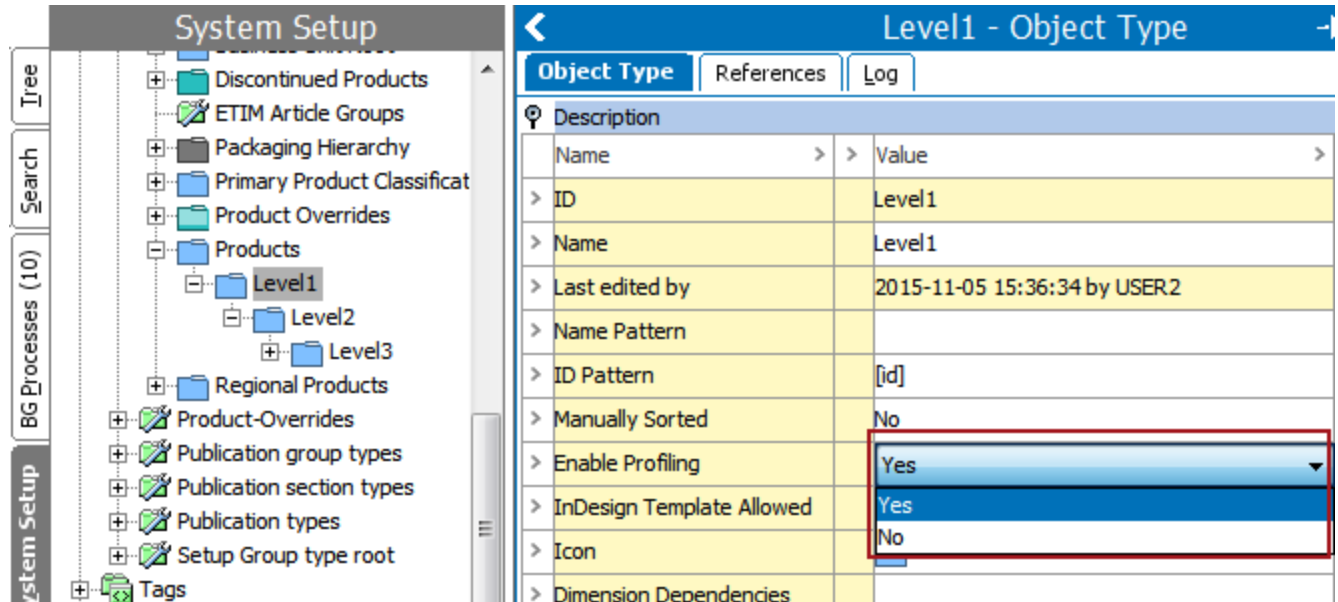 System Setup
Tree
Search
BG Processes (10)
System Setup
Discontinued Products
ETIM Article Groups
Packaging Hierarchy
Primary Product Classificat
Product Overrides
Products
Level1
Level2
Level3
Regional Products
Product-Overrides
Publication group types
Publication section types
Publication types
Setup Group type root
Tags
Level1 - Object Type
Object Type References Log
Description
Name > > Value >
> ID Level1
> Name Level1
> Last edited by 2015-11-05 15:36:34 by USER2
> Name Pattern
> ID Pattern [id]
> Manually Sorted No
> Enable Profiling Yes
Yes
> InDesign Template Allowed
No
> Icon
> Dimension Dependencies